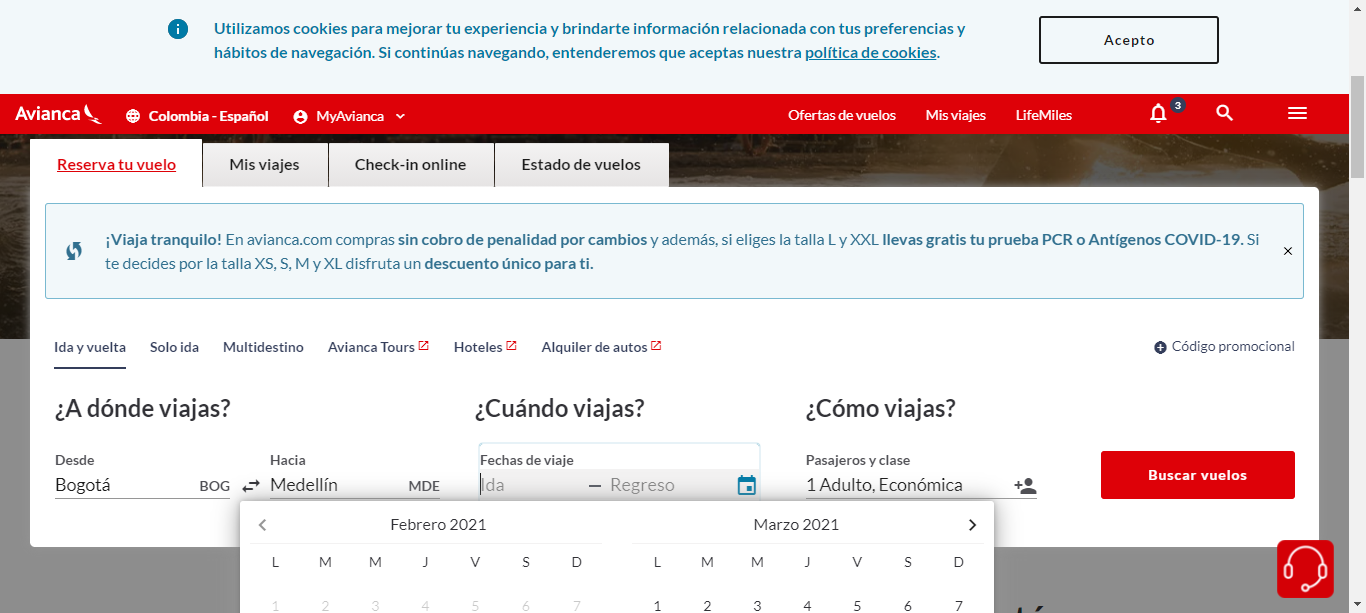 Utilizamos cookies para mejorar tu experiencia y brindarte información relacionada con tus preferencias y
hábitos de navegación. Si continúas navegando, entenderemos que aceptas nuestra política de cookies.
Acepto
Avianca Colombia - Español MyAvianca Ofertas de vuelos Mis viajes LifeMiles 3
Reserva tu vuelo Mis viajes Check-in online Estado de vuelos
¡Viaja tranquilo! En avianca.com compras sin cobro de penalidad por cambios y además, si eliges la talla L y XXL llevas gratis tu prueba PCR o Antígenos COVID-19. Si
te decides por la talla XS, S, M y XL disfruta un descuento único para ti.
Ida y vuelta Solo ida Multidestino Avianca Tours Hoteles Alquiler de autos Código promocional
¿A dónde viajas? ¿Cuándo viajas? ¿Cómo viajas?
Desde Hacia Fechas de viaje Pasajeros y clase
Bogotá BOG Medellín MDE Ida — Regreso 1 Adulto, Económica Buscar vuelos
Febrero 2021 Marzo 2021
L M M J V S D L M M J V S D
1 2 3 4 5 6 7 1 2 3 4 5 6 7